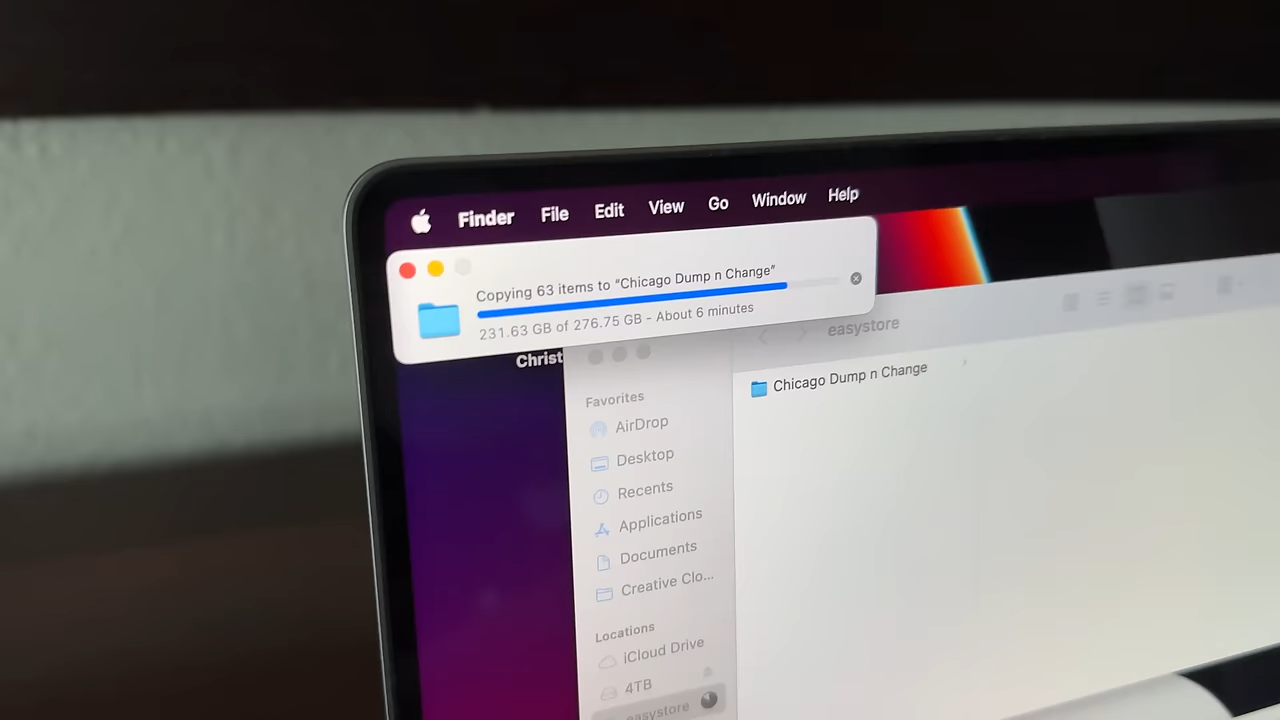 Finder File Edit View Go Window Help
Copying 63 items to “Chicago Dump n Change”
231.63 GB of 276.75 GB - About 6 minutes
Christ
easystore
Chicago Dump n Change
Favorites
AirDrop
Desktop
Recents
Applications
Documents
Creative Clo...
Locations
iCloud Drive
4TB
easystore